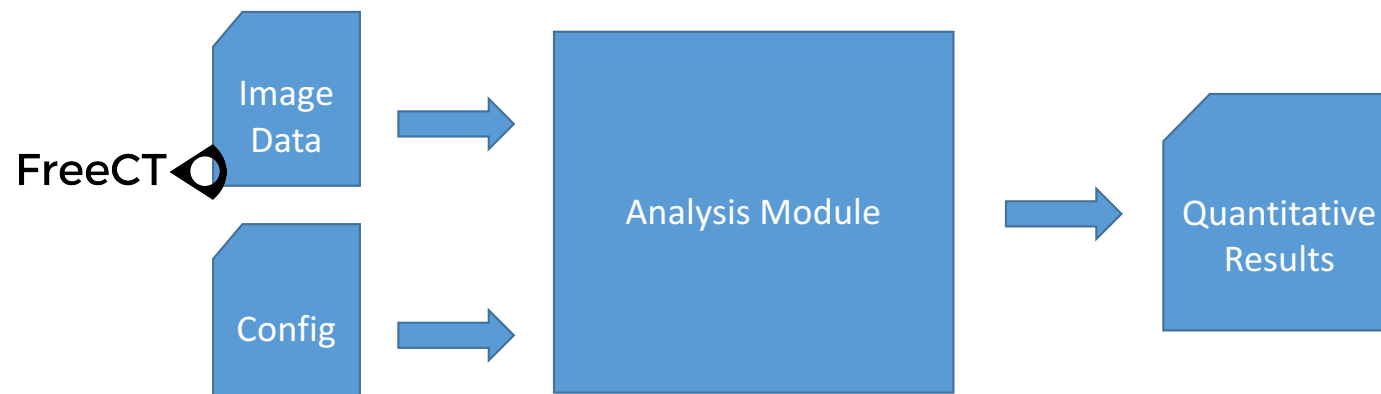 Image
Data
FreeCT
Config
Analysis Module
Quantitative
Results